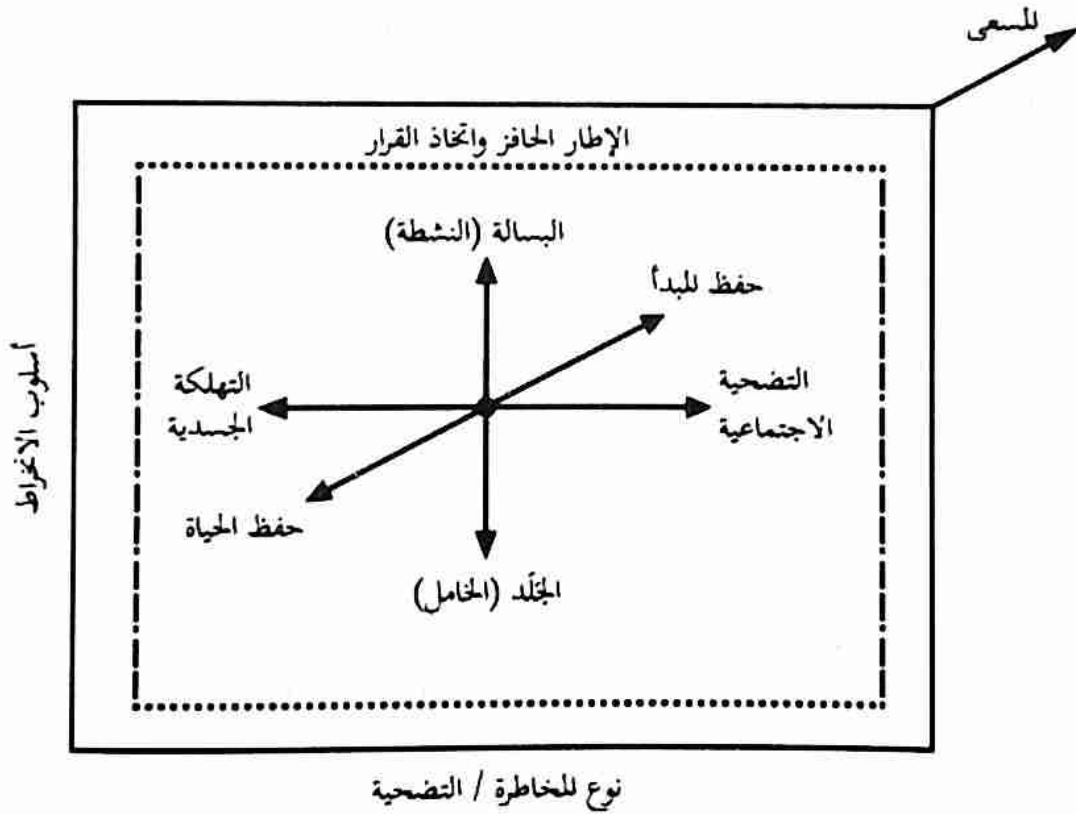 المسعى
الإطار الحافز واتخاذ القرار
البسالة (النشطة)
حفظ المبدأ
التهلكة
الجسدية
التضحية
الاجتماعية
أسلوب الانخراط
حفظ الحياة
الجَلَد (الخامل)
نوع المخاطرة / التضحية